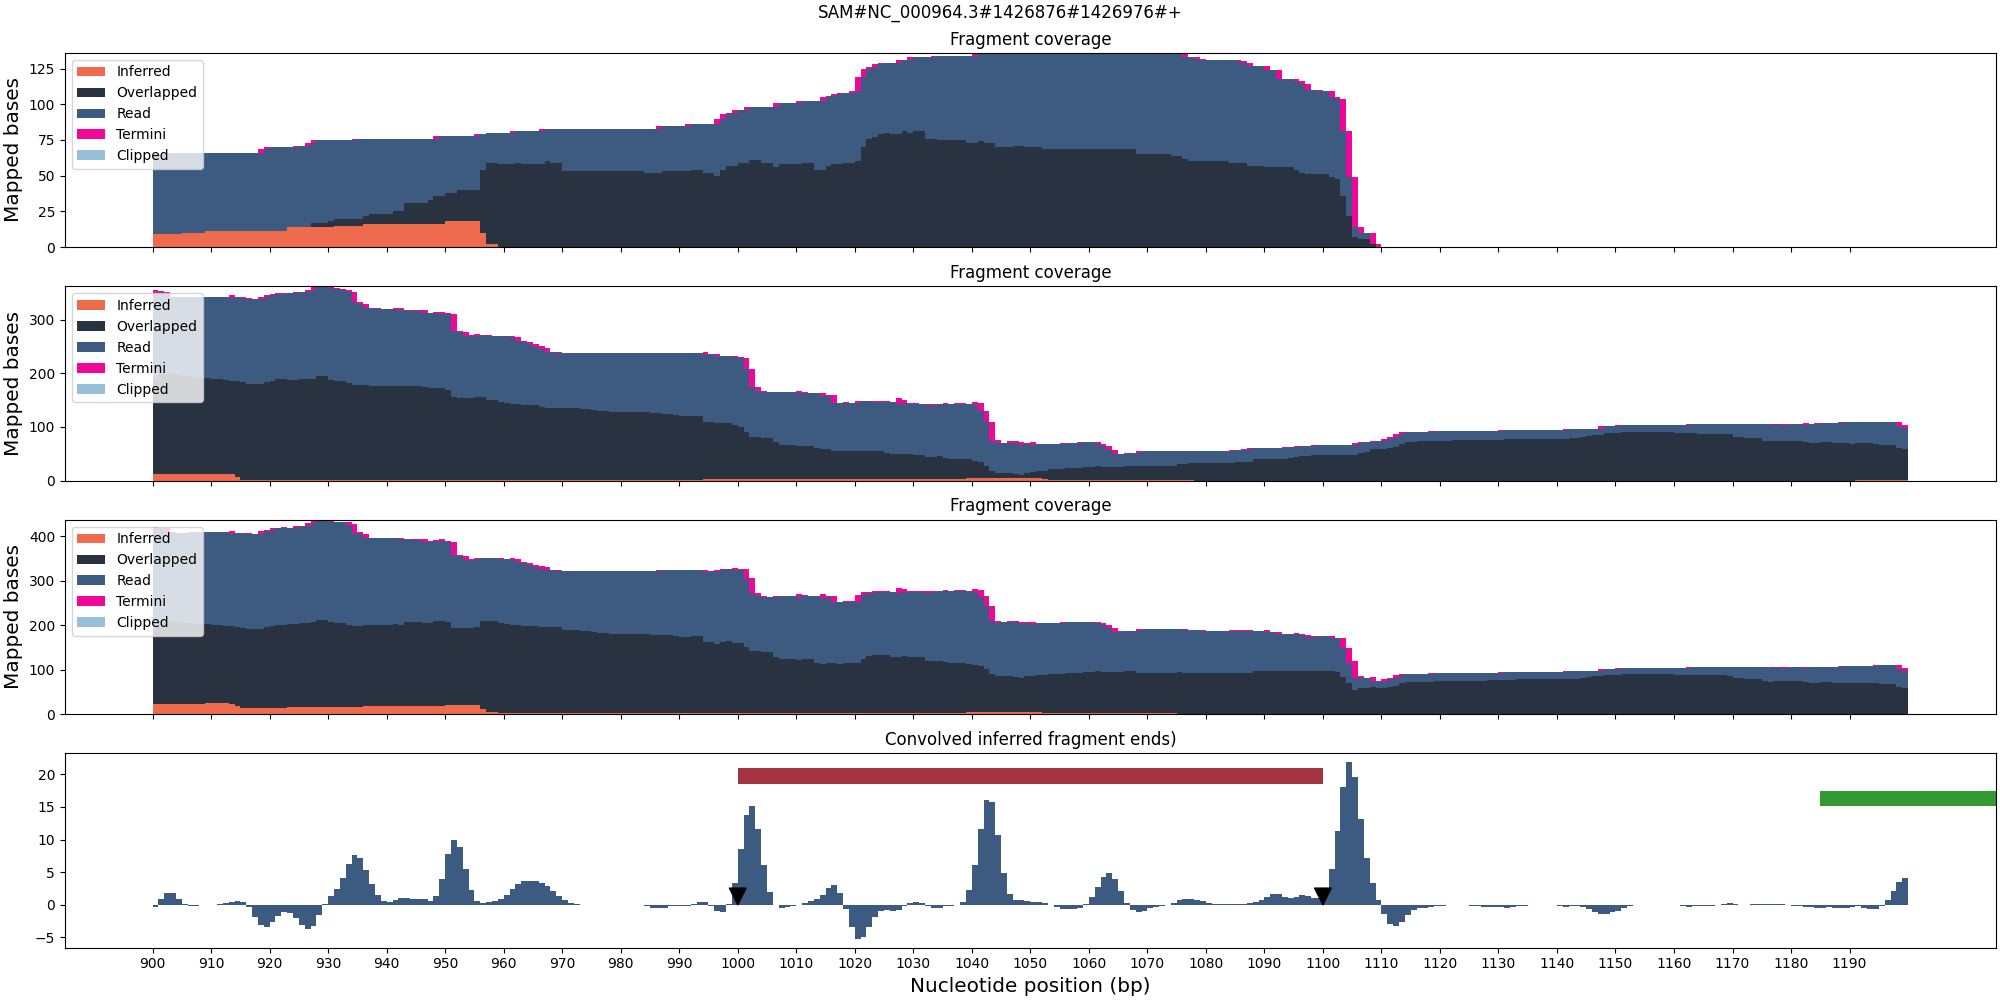 SAM#NC_000964.3#1426876#1426976#+
Fragment coverage
Mapped bases
125
100
75
50
25
0
Inferred
Overlapped
Read
Termini
Clipped
Fragment coverage
Mapped bases
300
200
100
0
Inferred
Overlapped
Read
Termini
Clipped
Fragment coverage
Mapped bases
400
300
200
100
0
Inferred
Overlapped
Read
Termini
Clipped
Convolved inferred fragment ends)
20
15
10
5
0
−5
900 910 920 930 940 950 960 970 980 990 1000 1010 1020 1030 1040 1050 1060 1070 1080 1090 1100 1110 1120 1130 1140 1150 1160 1170 1180 1190
Nucleotide position (bp)